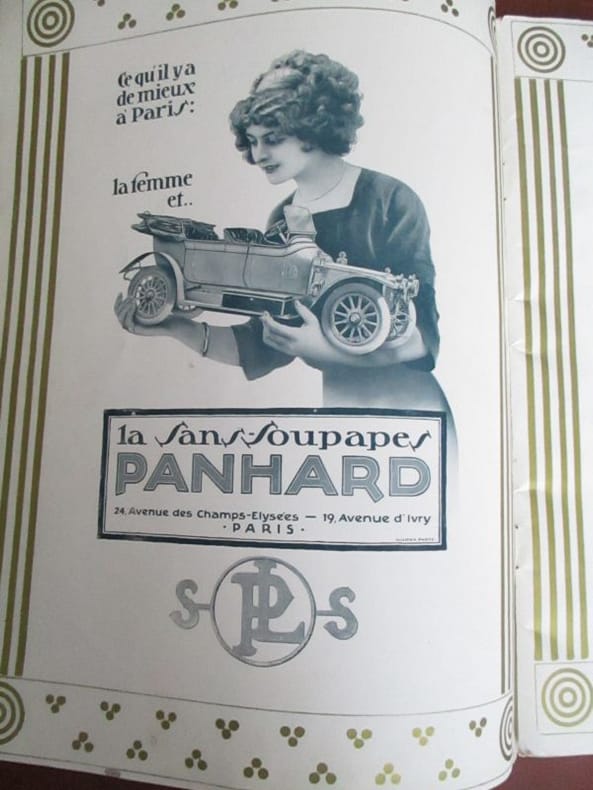 Ce qu'il y a
de mieux
à Paris:
la femme
et..
la Sans-Soupapes
PANHARD
24, Avenue des Champs-Elysées — 19, Avenue d'Ivry
· PARIS ·
S PL S